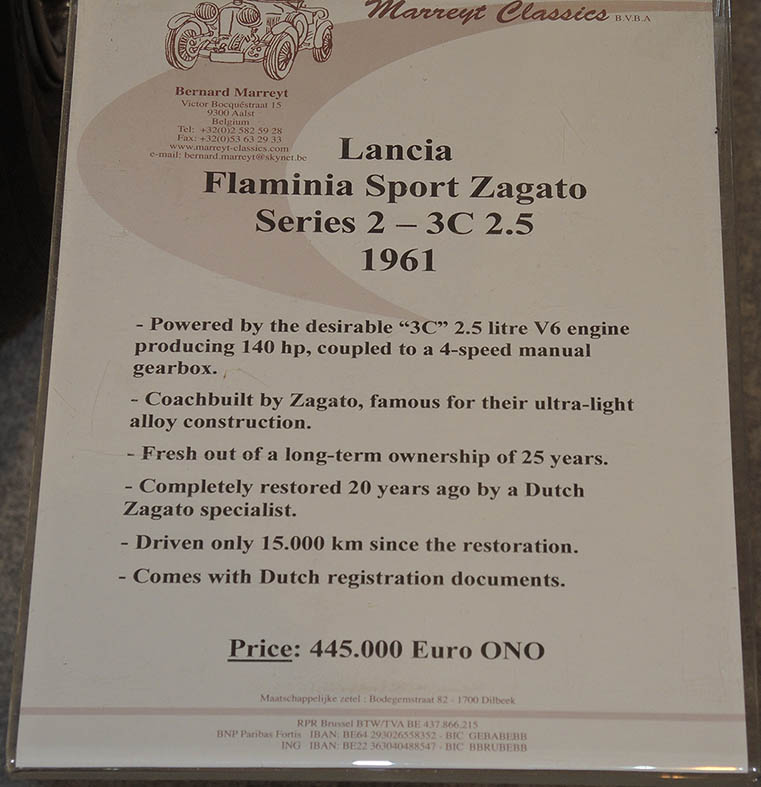 Marreyt Classics B.V.B.A
Bernard Marreyt
Victor Bocquéstraat 15
9300 Aalst
Belgium
Tel: +32(0)2 582 59 28
Fax: +32(0)53 63 29 33
www.marreyt-classics.com
e-mail: bernard.marreyt@skynet.be
Lancia
Flaminia Sport Zagato
Series 2 – 3C 2.5
1961
- Powered by the desirable “3C” 2.5 litre V6 engine
producing 140 hp, coupled to a 4-speed manual
gearbox.
- Coachbuilt by Zagato, famous for their ultra-light
alloy construction.
- Fresh out of a long-term ownership of 25 years.
- Completely restored 20 years ago by a Dutch
Zagato specialist.
- Driven only 15.000 km since the restoration.
- Comes with Dutch registration documents.
Price: 445.000 Euro ONO
Maatschappelijke zetel : Bodegemstraat 82 - 1700 Dilbeek
RPR Brussel BTW/TVA BE 437.866.215
BNP Paribas Fortis IBAN: BE64 293026558352 - BIC GEBABEBB
ING IBAN: BE22 363040488547 - BIC BBRUBEBB